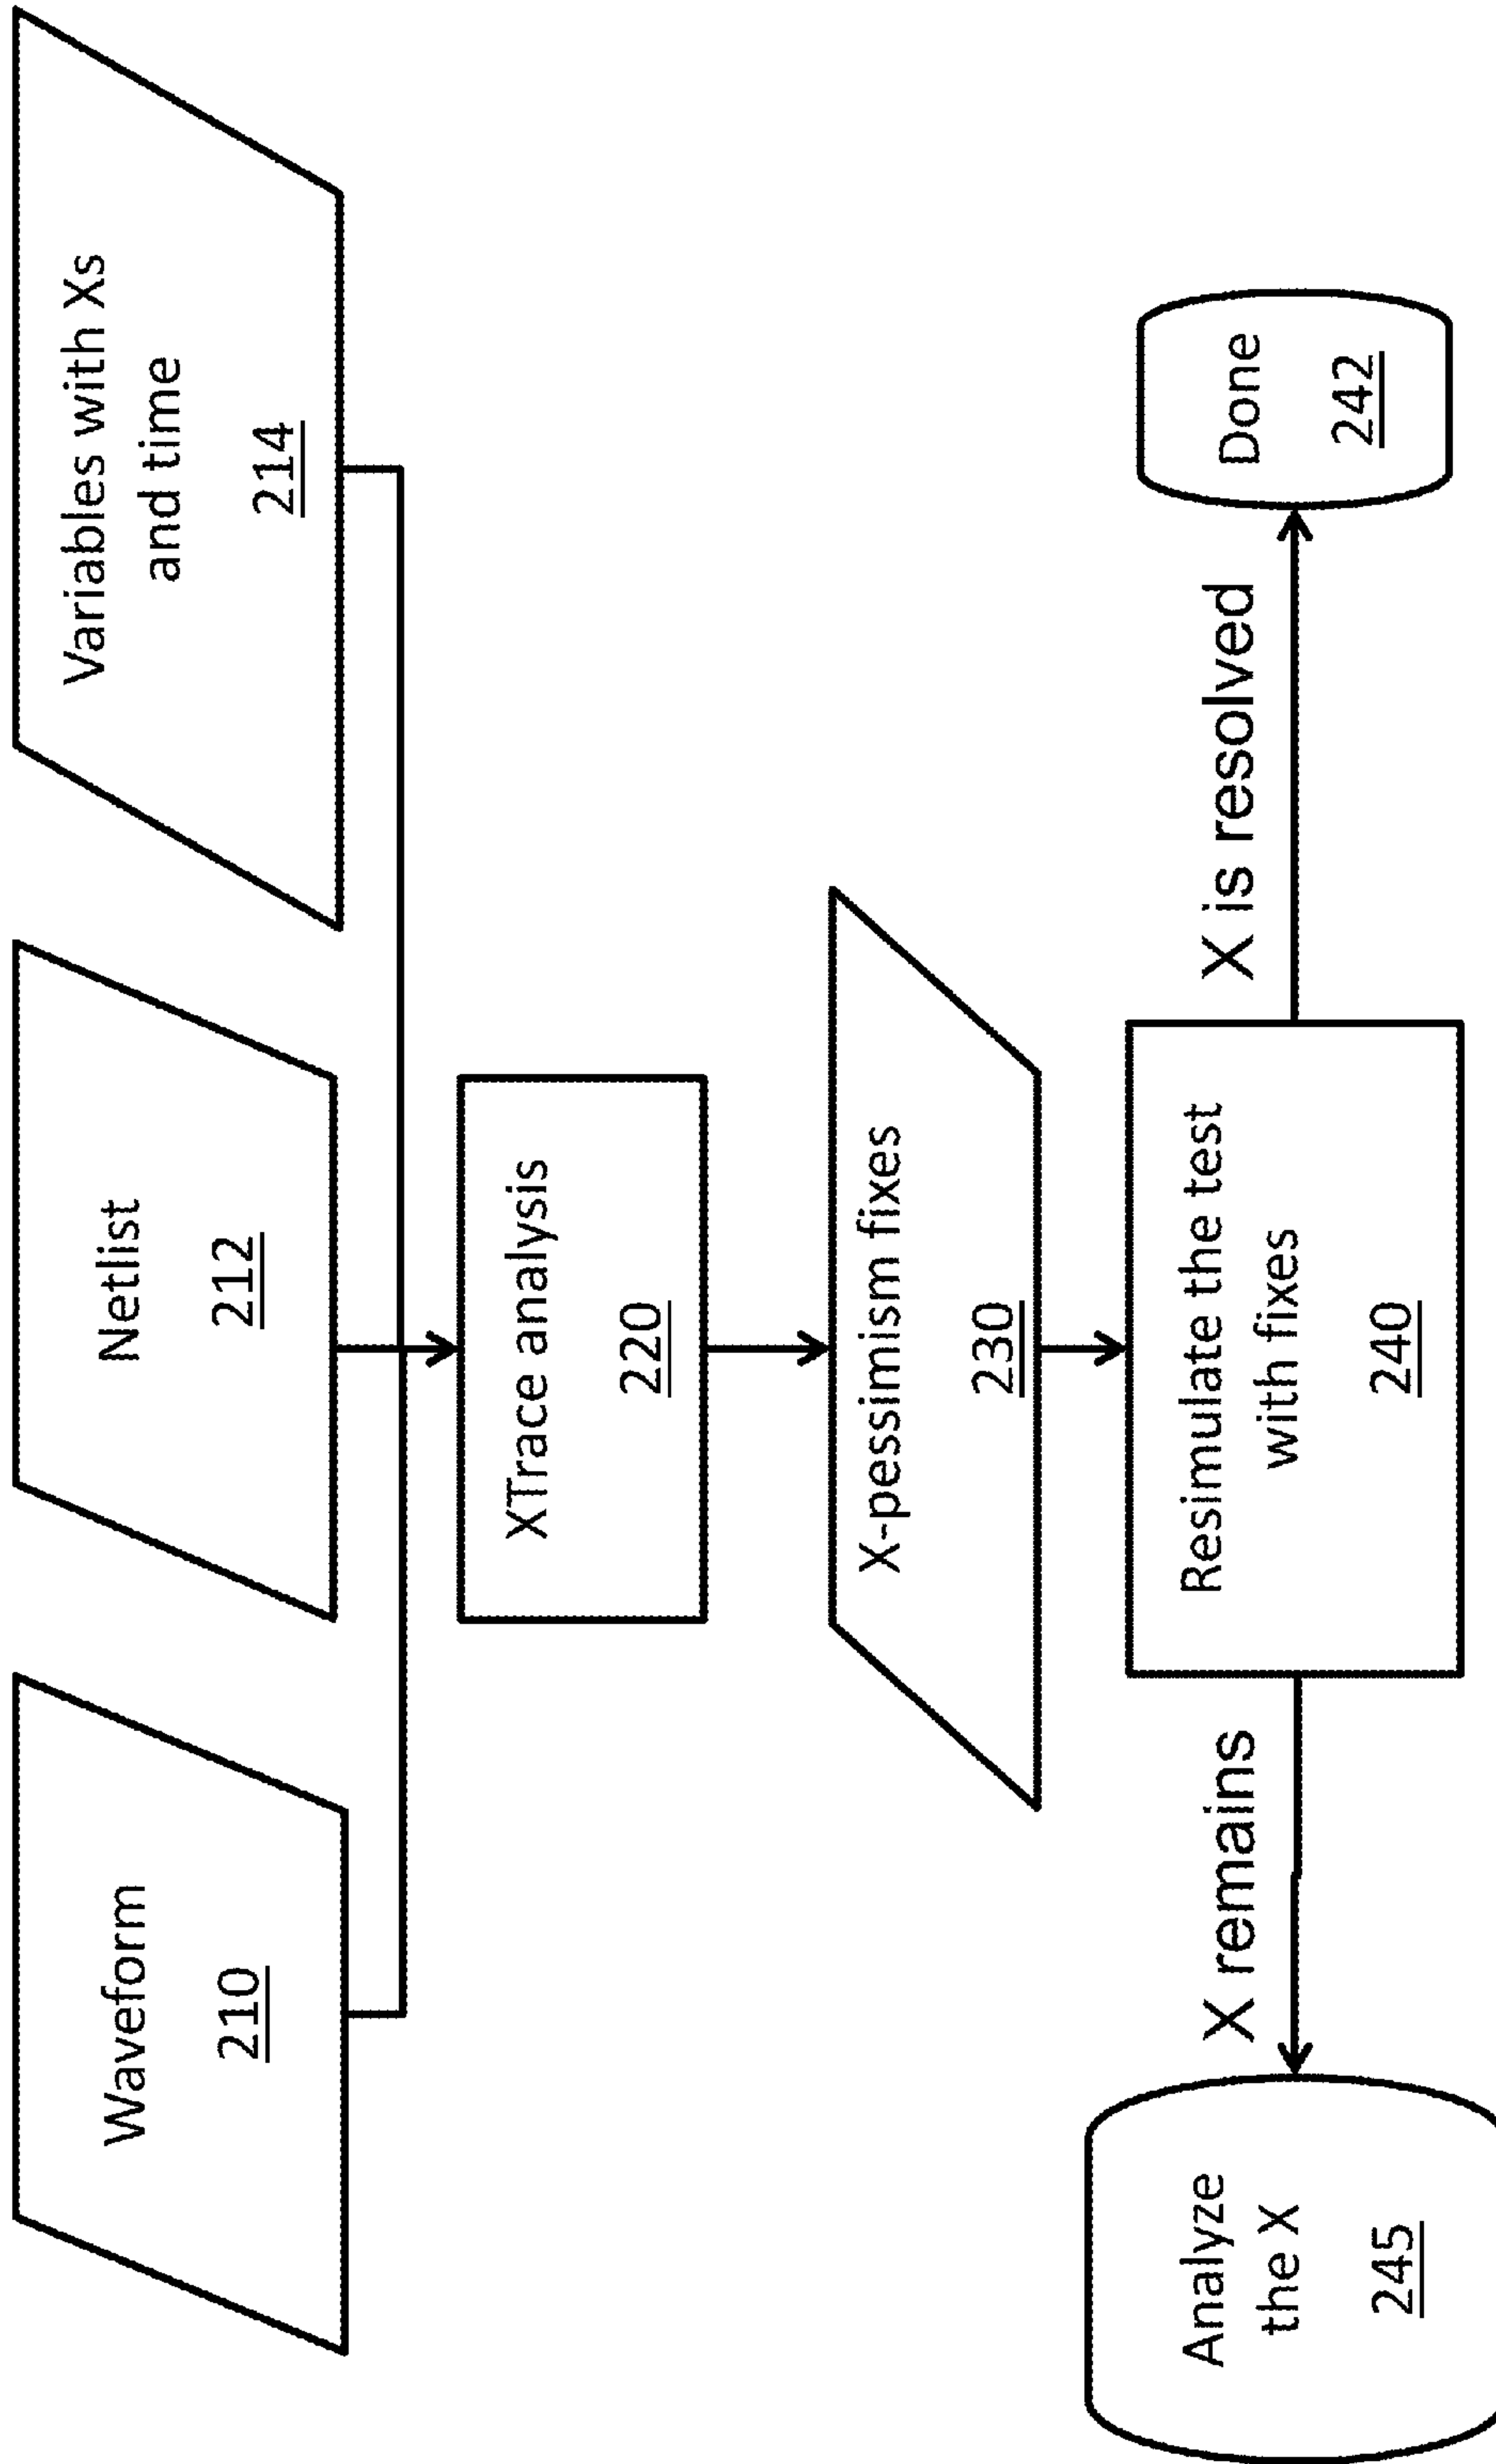 Waveform
210
Netlist
212
Variables with Xs
and time
214
XTrace analysis
220
X-pessimism fixes
230
Resimulate the test
with fixes
240
X remains
X is resolved
Analyze
the X
245
Done
242